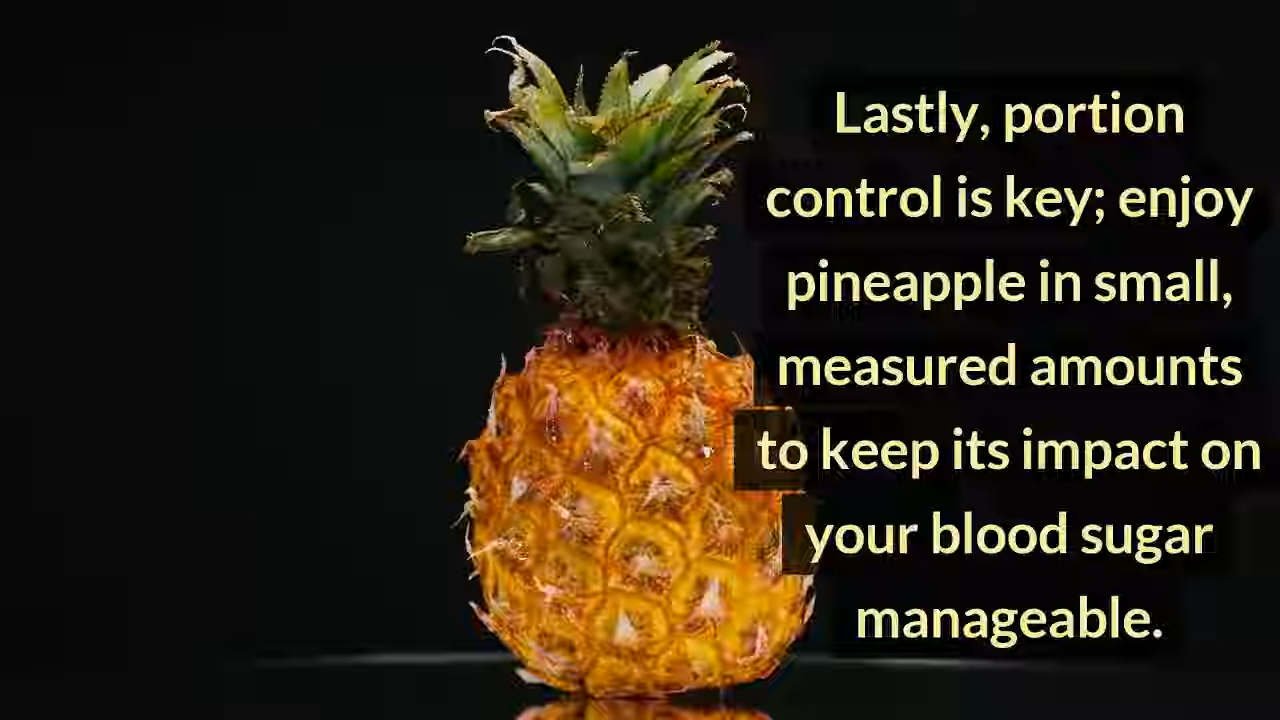 Lastly, portion
control is key; enjoy
pineapple in small,
measured amounts
to keep its impact on
your blood sugar
manageable.